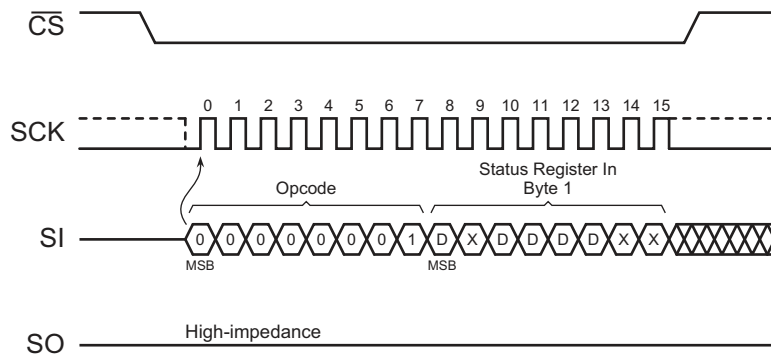 CS
0 1 2 3 4 5 6 7 8 9 10 11 12 13 14 15
SCK
Status Register In
Opcode Byte 1
SI 0 0 0 0 0 0 0 1 D X D D D D X X
MSB MSB
High-impedance
SO